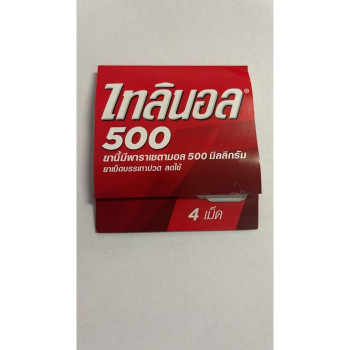 ไทลินอล®
500
ยานี้มีพาราเซตามอล 500 มิลลิกรัม
ยาเม็ดบรรเทาปวด ลดไข้
4 เม็ด